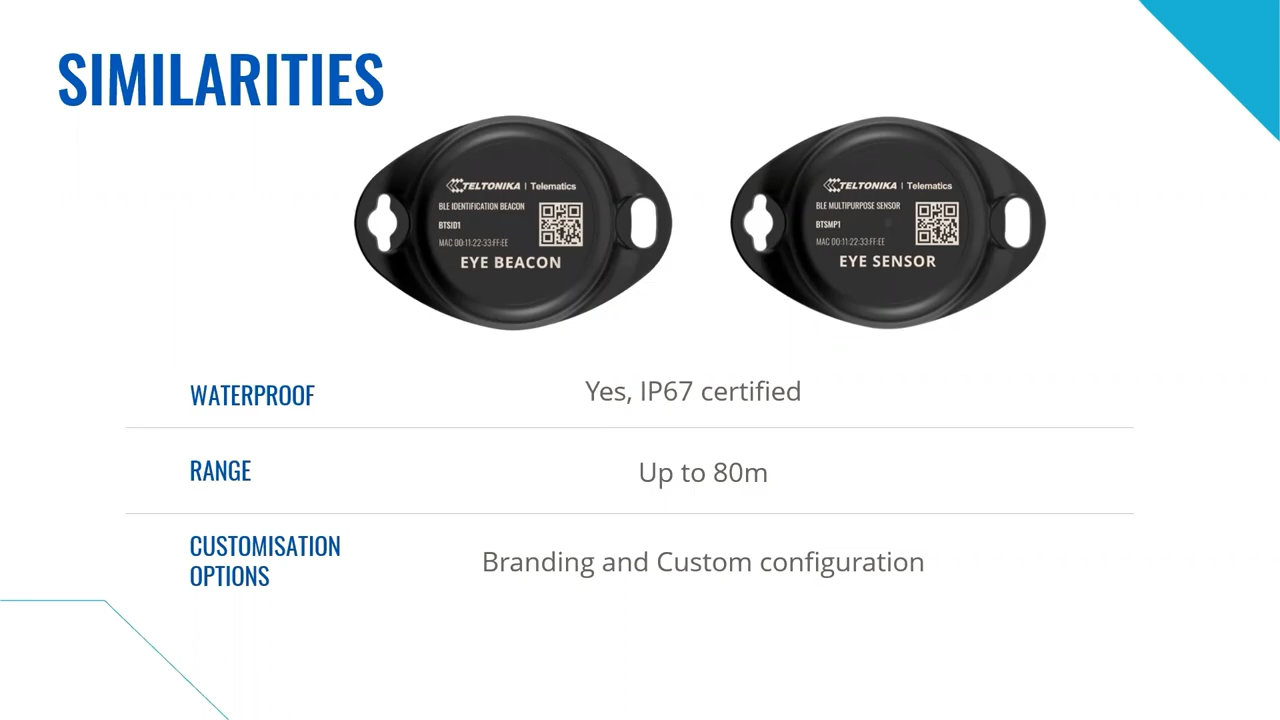 SIMILARITIES
TELTONIKA | Telematics
BLE IDENTIFICATION BEACON
BTSID1
MAC 00:11:22:33:FF:EE
EYE BEACON
TELTONIKA | Telematics
BLE MULTIPURPOSE SENSOR
BTSMP1
MAC 00:11:22:33:FF:EE
EYE SENSOR
WATERPROOF
Yes, IP67 certified
RANGE
Up to 80m
CUSTOMISATION
OPTIONS
Branding and Custom configuration